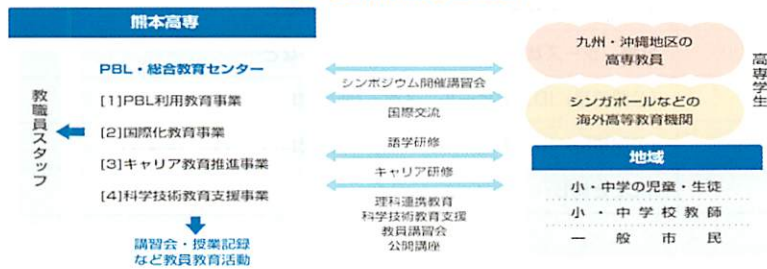 熊本高専
PBL・総合教育センター
[1]PBL利用教育事業
[2]国際化教育事業
[3]キャリア教育推進事業
[4]科学技術教育支援事業
教職員スタッフ
講習会・授業記録
など教員教育活動
シンポジウム開催講習会
国際交流
語学研修
キャリア研修
理科連携教育
科学技術教育支援
教員講習会
公開講座
九州・沖縄地区の
高専教員
シンガポールなどの
海外高等教育機関
高専学生
地域
小・中学の児童・生徒
小・中学校教師
一般市民